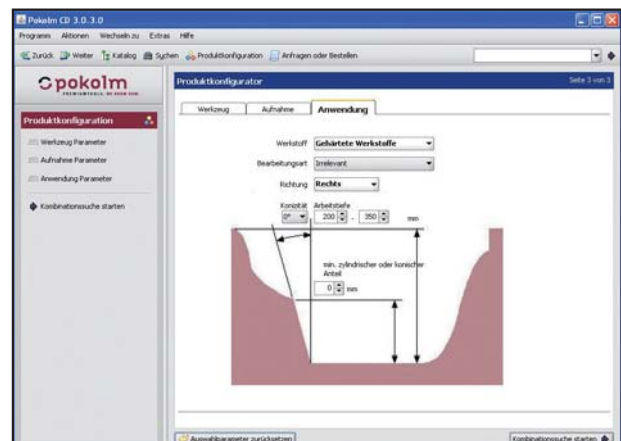 Pokolm CD 3.0.3.0
Programm Aktionen Wechseln zu Extras Hilfe
Zurück Weiter Katalog Suchen Produktkonfiguration Anfragen oder Bestellen
pokolm
Produktkonfigurator Seite 3 von 3
Werkzeug Aufnahme Anwendung
Produktkonfiguration
Werkzeug Parameter
Aufnahme Parameter
Anwendung Parameter
Kombinationssuche starten
Werkstoff Gehärtete Werkstoffe
Bearbeitungsart Irrelevant
Richtung Rechts
Konizität Arbeitstiefe
0° 200 - 350 mm
min. zylindrischer oder konischer
Anteil
0 mm
Auswahlparameter zurücksetzen Kombinationssuche starten